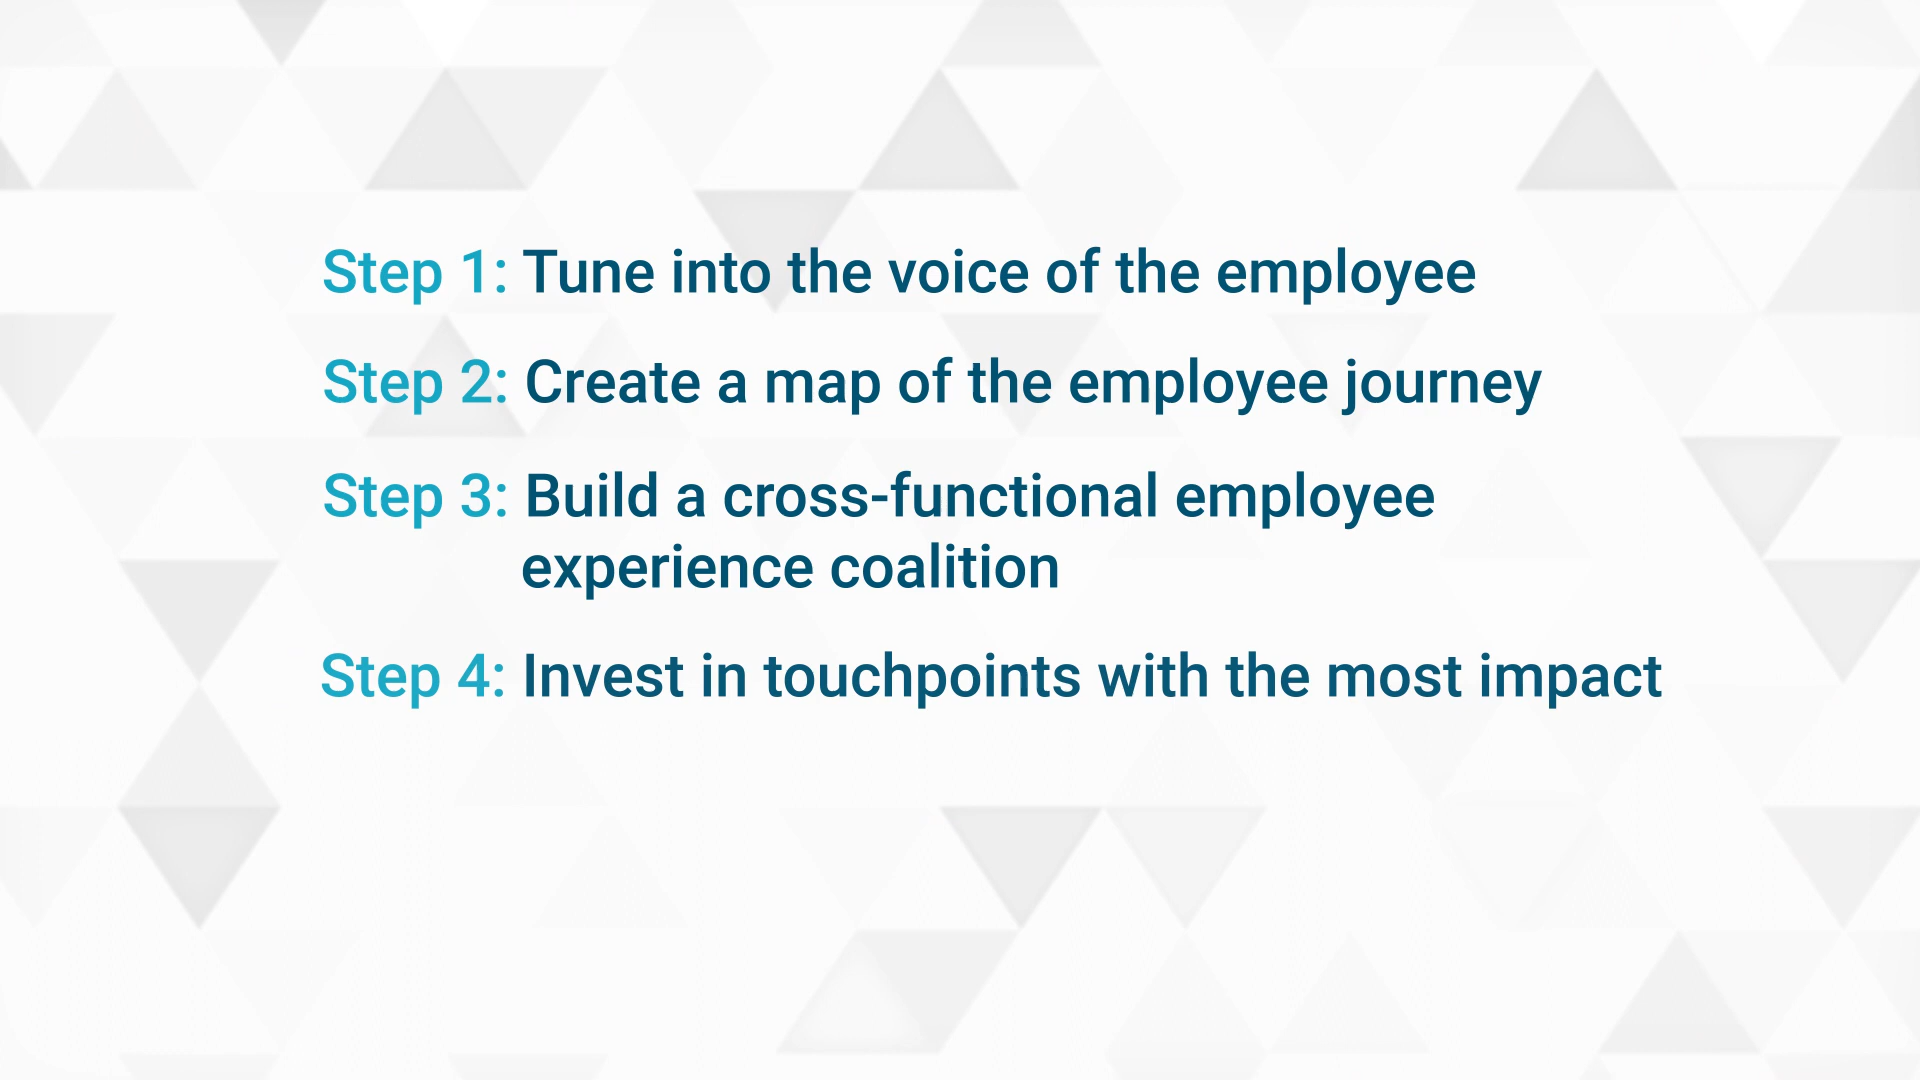 Step 1: Tune into the voice of the employee
Step 2: Create a map of the employee journey
Step 3: Build a cross-functional employee
experience coalition
Step 4: Invest in touchpoints with the most impact